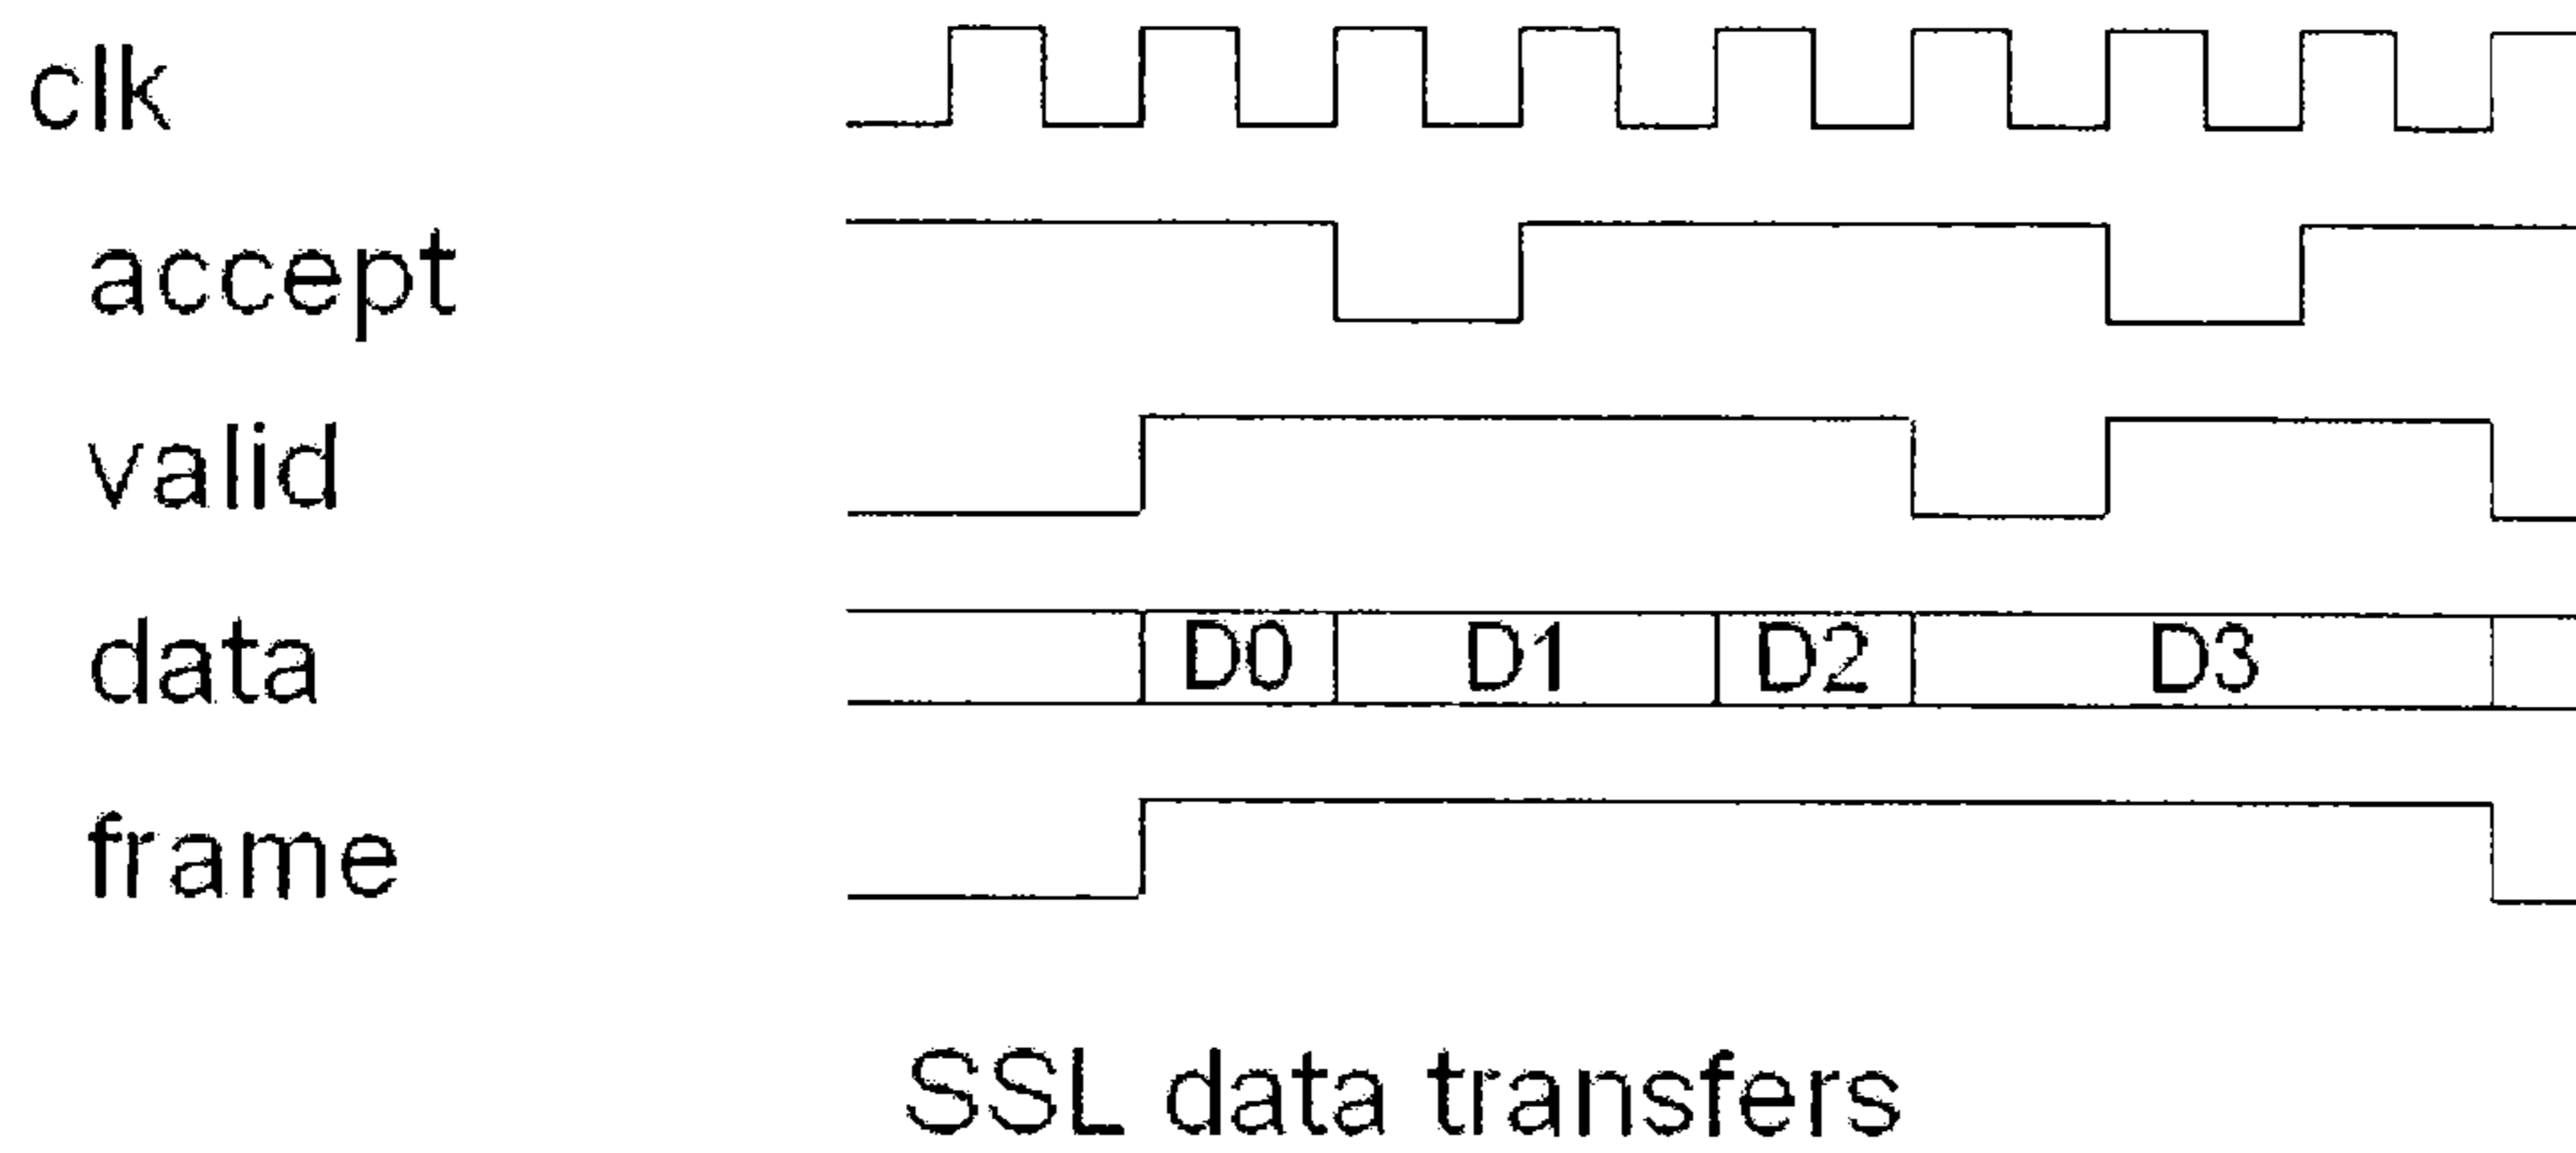 clk
accept
valid
data
D0 D1 D2 D3
frame
SSL data transfers